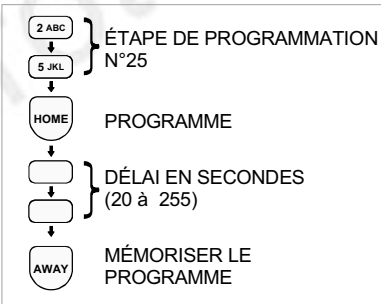 2 ABC
5 JKL
ÉTAPE DE PROGRAMMATION
N°25
HOME
PROGRAMME
DÉLAI EN SECONDES
(20 à 255)
AWAY
MÉMORISER LE
PROGRAMME